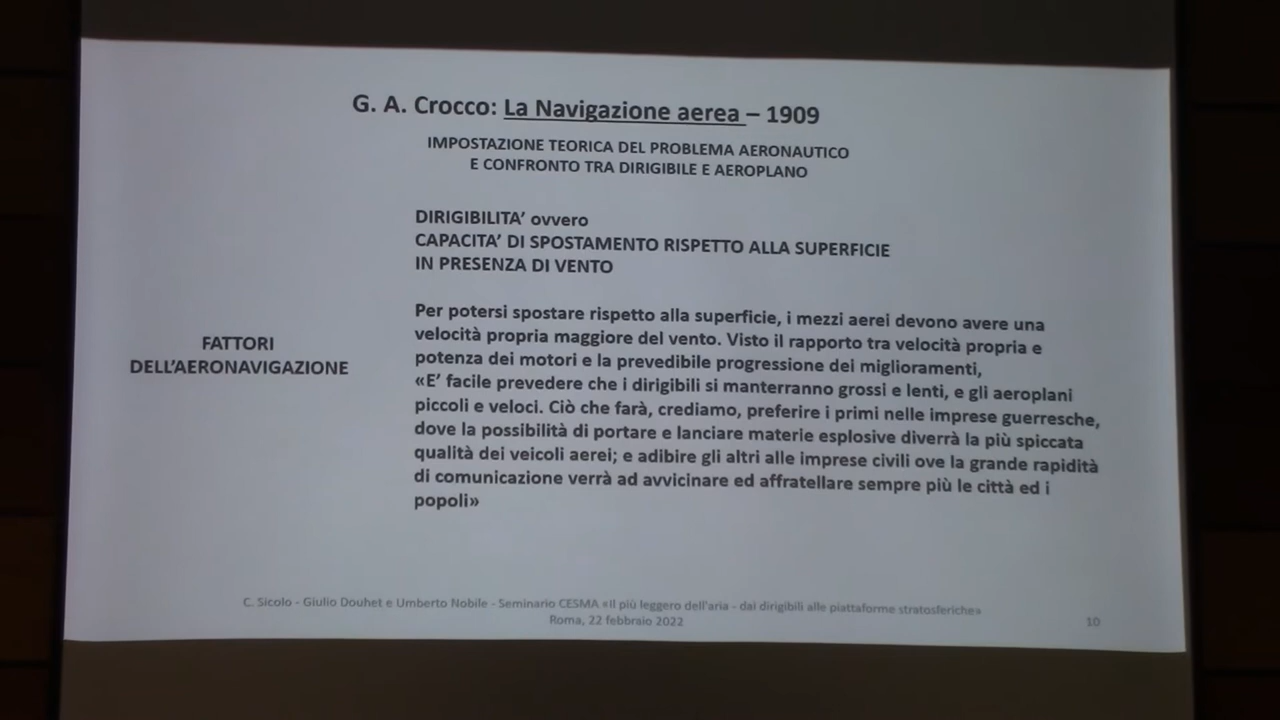 G. A. Crocco: La Navigazione aerea – 1909
IMPOSTAZIONE TEORICA DEL PROBLEMA AERONAUTICO
E CONFRONTO TRA DIRIGIBILE E AEROPLANO
DIRIGIBILITA’ ovvero
CAPACITA’ DI SPOSTAMENTO RISPETTO ALLA SUPERFICIE
IN PRESENZA DI VENTO
FATTORI
DELL’AERONAVIGAZIONE
Per potersi spostare rispetto alla superficie, i mezzi aerei devono avere una
velocità propria maggiore del vento. Visto il rapporto tra velocità propria e
potenza dei motori e la prevedibile progressione dei miglioramenti,
«E’ facile prevedere che i dirigibili si manterranno grossi e lenti, e gli aeroplani
piccoli e veloci. Ciò che farà, crediamo, preferire i primi nelle imprese guerresche,
dove la possibilità di portare e lanciare materie esplosive diverrà la più spiccata
qualità dei veicoli aerei; e adibire gli altri alle imprese civili ove la grande rapidità
di comunicazione verrà ad avvicinare ed affratellare sempre più le città ed i
popoli»
C. Sicolo - Giulio Douhet e Umberto Nobile - Seminario CESMA «Il più leggero dell'aria - dai dirigibili alle piattaforme stratosferiche»
Roma, 22 febbraio 2022
10